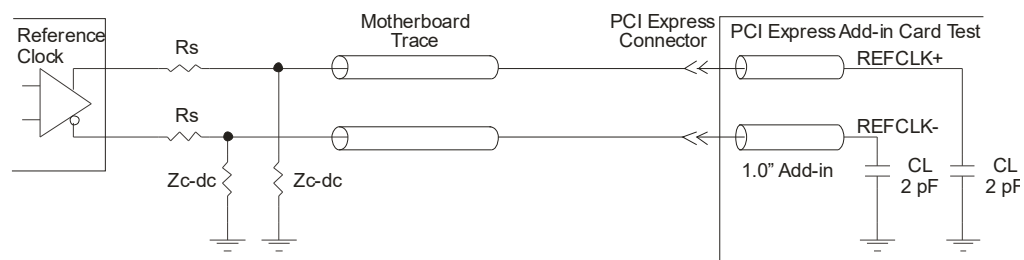 Reference
Clock
Rs
Motherboard
Trace
PCI Express
Connector
PCI Express Add-in Card Test
REFCLK+
Rs
REFCLK-
Zc-dc
Zc-dc
1.0” Add-in
CL
2 pF
CL
2 pF